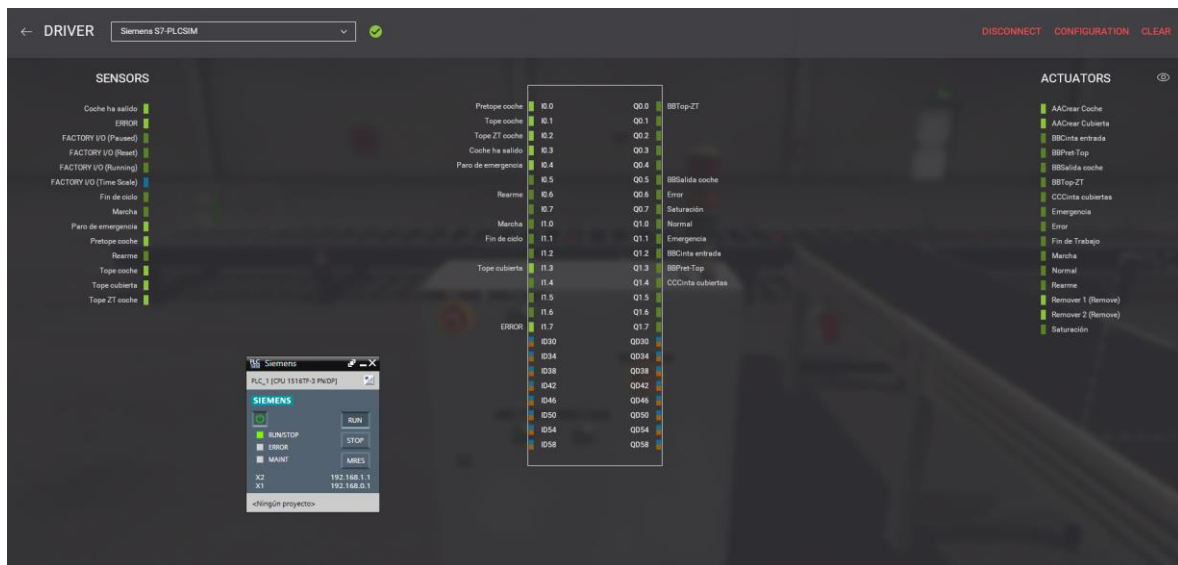 ← DRIVER Siemens S7-PLCSIM DISCONNECT CONFIGURATION CLEAR
SENSORS
Coche ha salido
ERROR
FACTORY I/O (Paused)
FACTORY I/O (Reset)
FACTORY I/O (Running)
FACTORY I/O (Time Scale)
Fin de ciclo
Marcha
Paro de emergencia
Pretope coche
Rearme
Tope coche
Tope cubierta
Tope ZT coche
Pretope coche I0.0 Q0.0 BBTop-ZT
Tope coche I0.1 Q0.1
Tope ZT coche I0.2 Q0.2
Coche ha salido I0.3 Q0.3
Paro de emergencia I0.4 Q0.4
I0.5 Q0.5 BBSalida coche
Rearme I0.6 Q0.6 Error
I0.7 Q0.7 Saturación
Marcha I1.0 Q1.0 Normal
Fin de ciclo I1.1 Q1.1 Emergencia
I1.2 Q1.2 BBCinta entrada
Tope cubierta I1.3 Q1.3 BBPret-Top
I1.4 Q1.4 CCCinta cubiertas
I1.5 Q1.5
I1.6 Q1.6
ERROR I1.7 Q1.7
ID30 QD30
ID34 QD34
ID38 QD38
ID42 QD42
ID46 QD46
ID50 QD50
ID54 QD54
ID58 QD58
ACTUATORS
AACrear Coche
AACrear Cubierta
BBCinta entrada
BBPret-Top
BBSalida coche
BBTop-ZT
CCCinta cubiertas
Emergencia
Error
Fin de Trabajo
Marcha
Normal
Rearme
Remover 1 (Remove)
Remover 2 (Remove)
Saturación
Siemens
PLC_1 [CPU 1516TF-3 PN/DP]
SIEMENS
RUN
RUN/STOP
STOP
ERROR
MAINT
MRES
X2 192.168.1.1
X1 192.168.0.1
<Ningún proyecto>